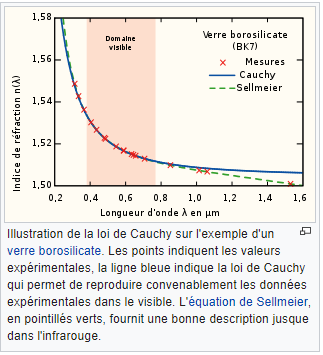 1,58
1,56
1,54
1,52
1,50
Indice de réfraction n(λ)
Domaine
visible
Verre borosilicate
(BK7)
Mesures
Cauchy
Sellmeier
0,2 0,4 0,6 0,8 1,0 1,2 1,4 1,6
Longueur d'onde λ en µm
Illustration de la loi de Cauchy sur l'exemple d'un
verre borosilicate. Les points indiquent les valeurs
expérimentales, la ligne bleue indique la loi de Cauchy
qui permet de reproduire convenablement les données
expérimentales dans le visible. L'équation de Sellmeier,
en pointillés verts, fournit une bonne description jusque
dans l'infrarouge.